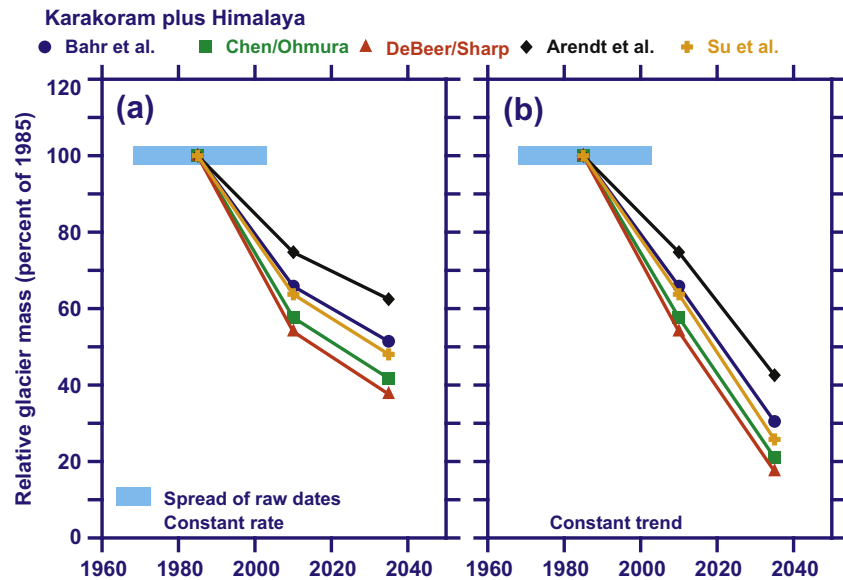 Karakoram plus Himalaya
Bahr et al. Chen/Ohmura DeBeer/Sharp Arendt et al. Su et al.
Relative glacier mass (percent of 1985)
120
100
80
60
40
20
0
(a)
(b)
Spread of raw dates
Constant rate
Constant trend
1960 1980 2000 2020 2040
1960 1980 2000 2020 2040